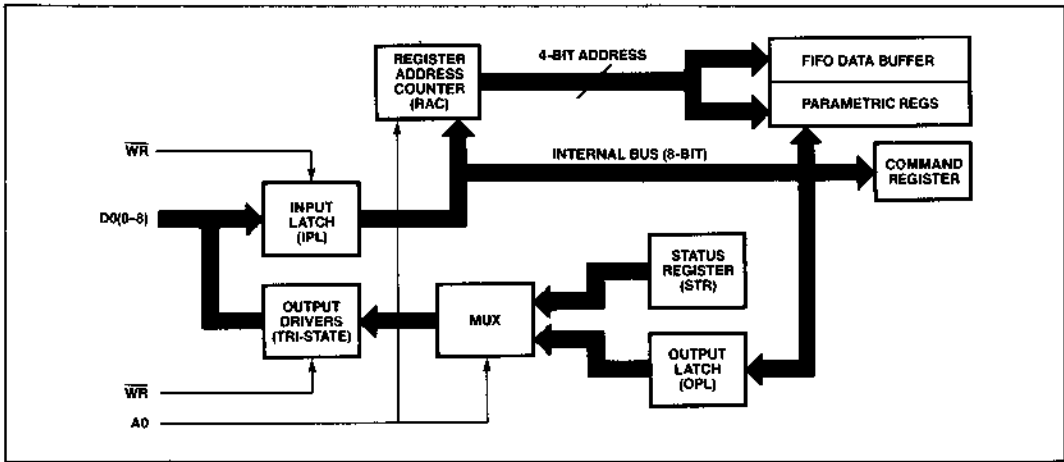 REGISTER
ADDRESS
COUNTER
(RAC)
4-BIT ADDRESS
FIFO DATA BUFFER
PARAMETRIC REGS
WR
INTERNAL BUS (8-BIT)
COMMAND
REGISTER
D0(0-8)
INPUT
LATCH
(IPL)
STATUS
REGISTER
(STR)
OUTPUT
DRIVERS
(TRI-STATE)
MUX
OUTPUT
LATCH
(OPL)
WR
A0